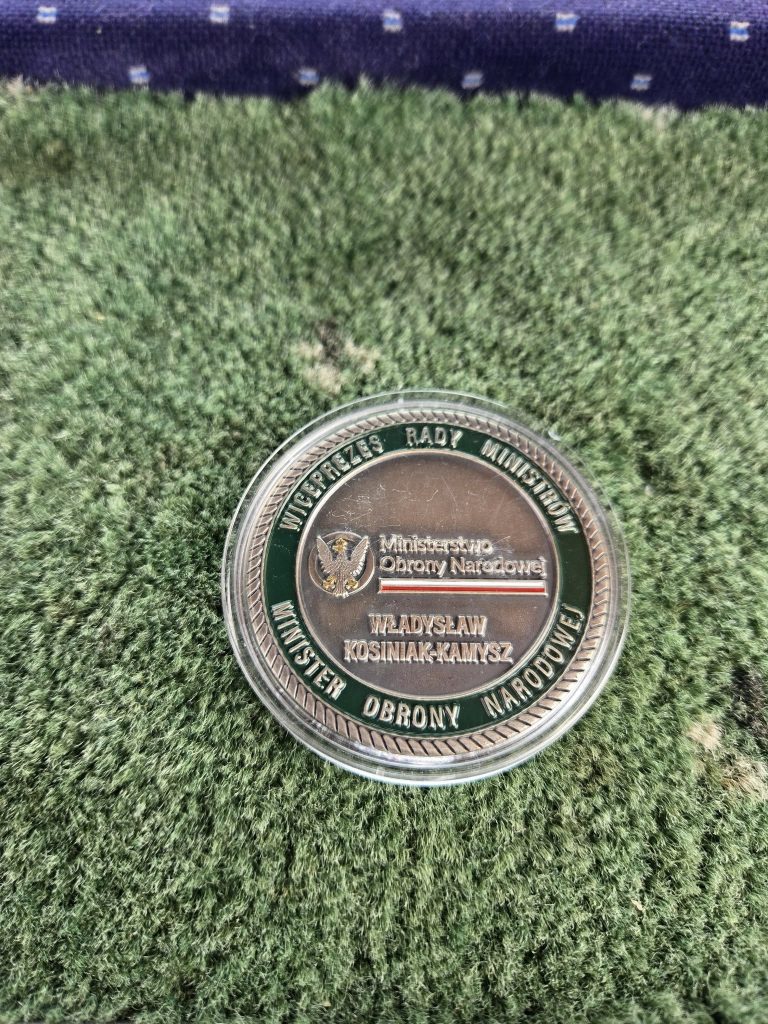 WICEPREZES RADY MINISTRÓW
Ministerstwo
Obrony Narodowej
WŁADYSŁAW
KOSINIAK-KAMYSZ
MINISTER OBRONY NARODOWEJ